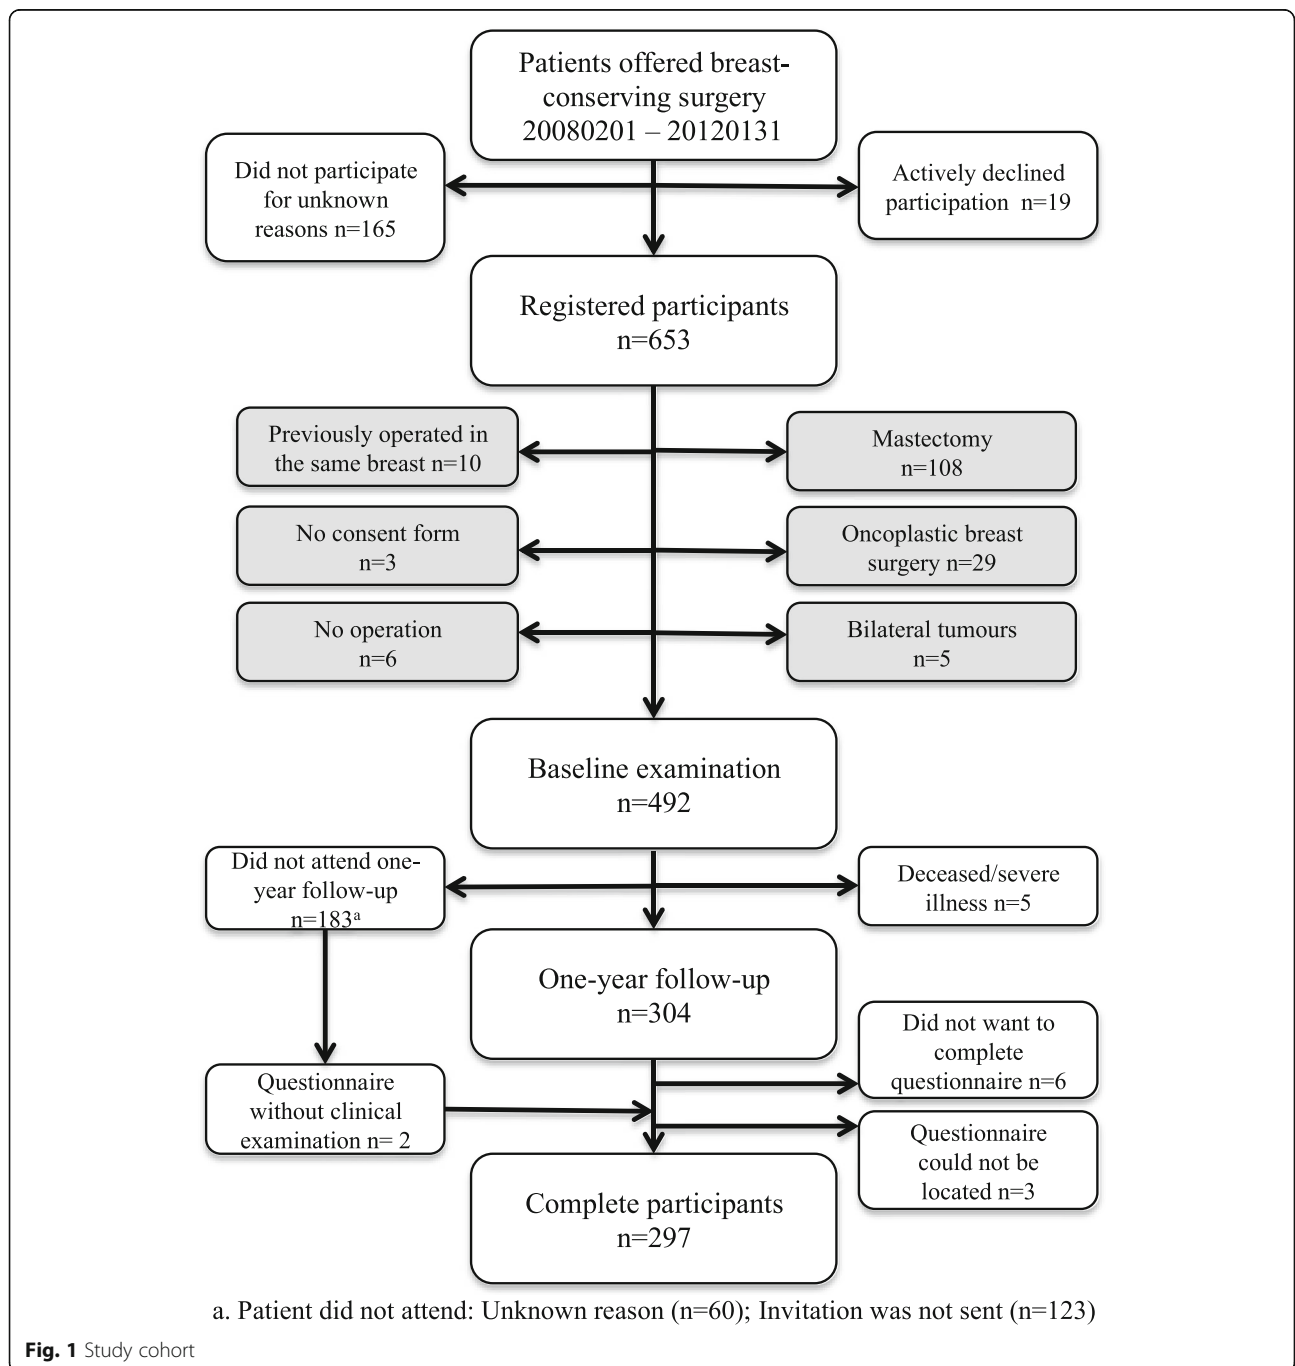 Patients offered breast-
conserving surgery
20080201 – 20120131
Did not participate
for unknown
reasons n=165
Actively declined
participation n=19
Registered participants
n=653
Previously operated in
the same breast n=10
Mastectomy
n=108
No consent form
n=3
Oncoplastic breast
surgery n=29
No operation
n=6
Bilateral tumours
n=5
Baseline examination
n=492
Did not attend one-
year follow-up
n=183ᵃ
Deceased/severe
illness n=5
One-year follow-up
n=304
Did not want to
complete
questionnaire n=6
Questionnaire
without clinical
examination n= 2
Questionnaire
could not be
located n=3
Complete participants
n=297
a. Patient did not attend: Unknown reason (n=60); Invitation was not sent (n=123)
Fig. 1 Study cohort